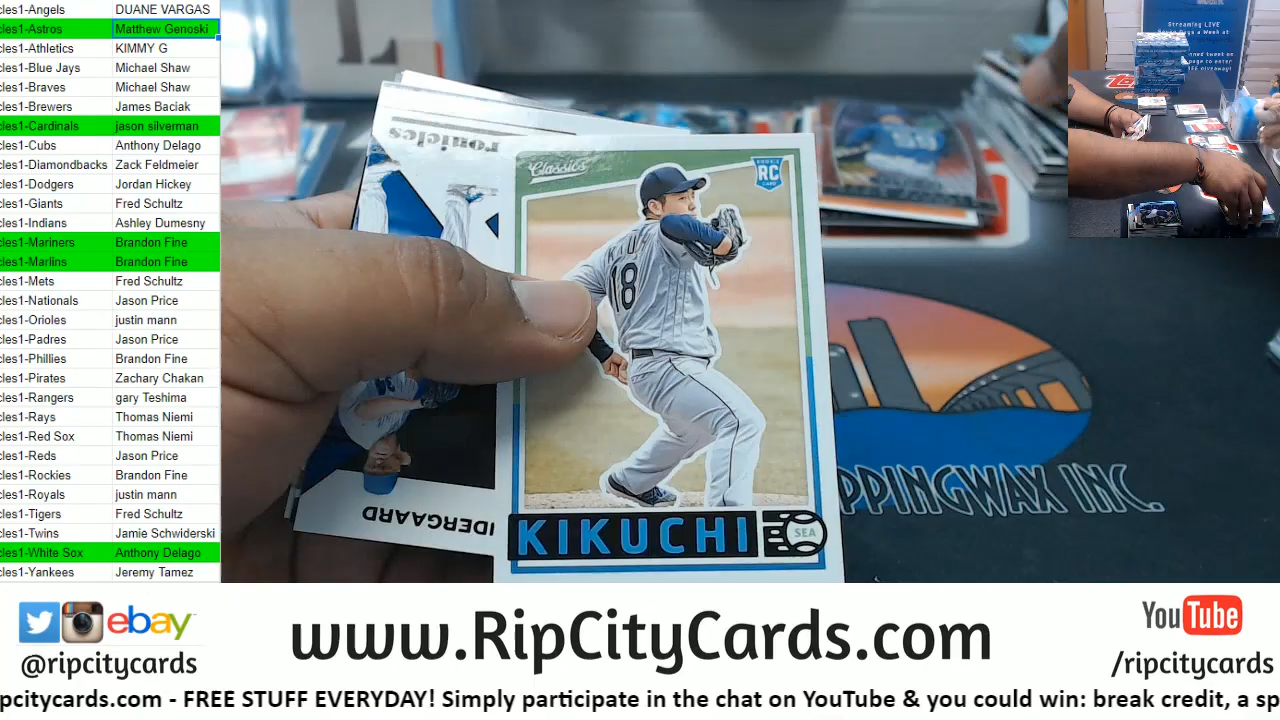 cles1-Angels DUANE VARGAS
cles1-Astros Matthew Genoski
cles1-Athletics KIMMY G
cles1-Blue Jays Michael Shaw
cles1-Braves Michael Shaw
cles1-Brewers James Baciak
cles1-Cardinals jason silverman
cles1-Cubs Anthony Delago
cles1-Diamondbacks Zack Feldmeier
cles1-Dodgers Jordan Hickey
cles1-Giants Fred Schultz
cles1-Indians Ashley Dumesny
cles1-Mariners Brandon Fine
cles1-Marlins Brandon Fine
cles1-Mets Fred Schultz
cles1-Nationals Jason Price
cles1-Orioles justin mann
cles1-Padres Jason Price
cles1-Phillies Brandon Fine
cles1-Pirates Zachary Chakan
cles1-Rangers gary Teshima
cles1-Rays Thomas Niemi
cles1-Red Sox Thomas Niemi
cles1-Reds Jason Price
cles1-Rockies Brandon Fine
cles1-Royals justin mann
cles1-Tigers Fred Schultz
cles1-Twins Jamie Schwiderski
cles1-White Sox Anthony Delago
cles1-Yankees Jeremy Tamez
ronicles
Classics
RC
18
KIKUCHI
SEA
IDERGAARD
PPINGWAX INC.
Streaming LIVE
ebay
@ripcitycards
www.RipCityCards.com
YouTube
/ripcitycards
pcitycards.com - FREE STUFF EVERYDAY! Simply participate in the chat on YouTube & you could win: break credit, a sp